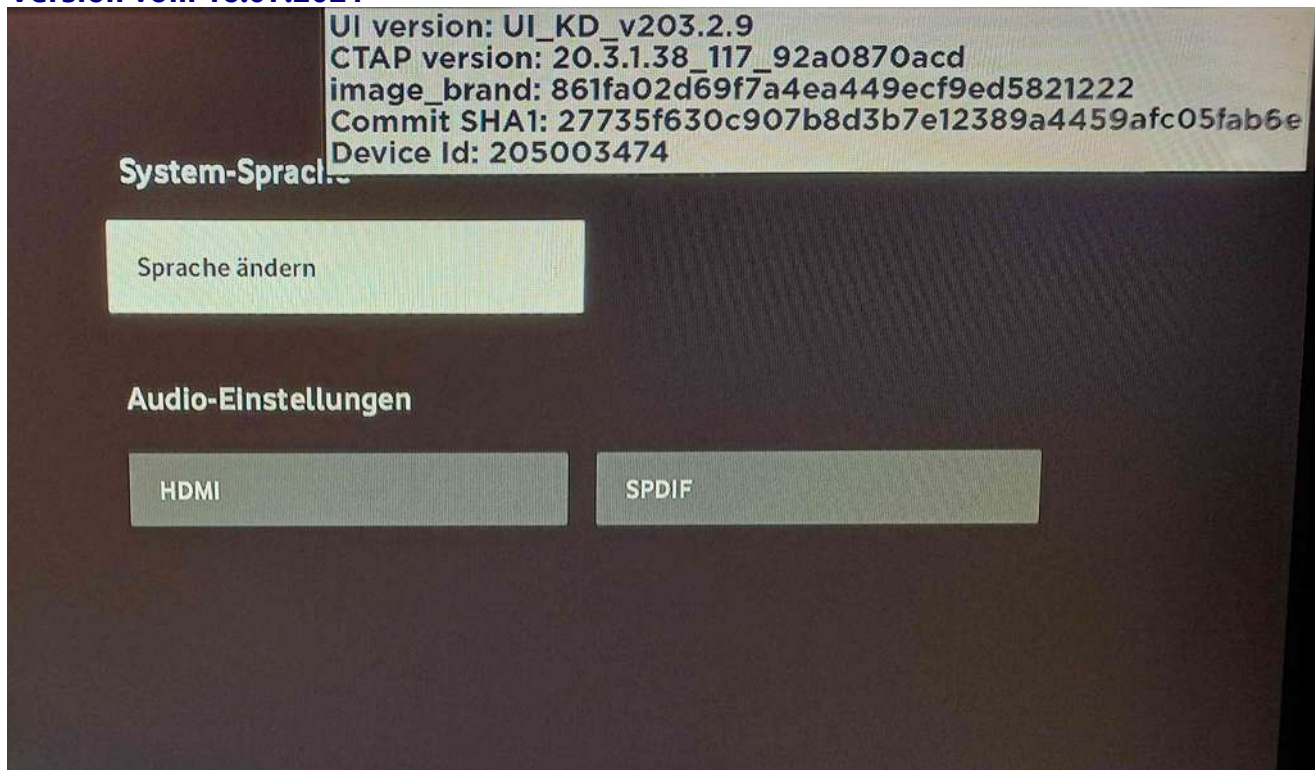 UI version: UI_KD_v203.2.9
CTAP version: 20.3.1.38_117_92a0870acd
image_brand: 861fa02d69f7a4ea449ecf9ed5821222
Commit SHA1: 27735f630c907b8d3b7e12389a4459afc05fab6e
Device Id: 205003474
Sprache ändern
Audio-Einstellungen
HDMI
SPDIF